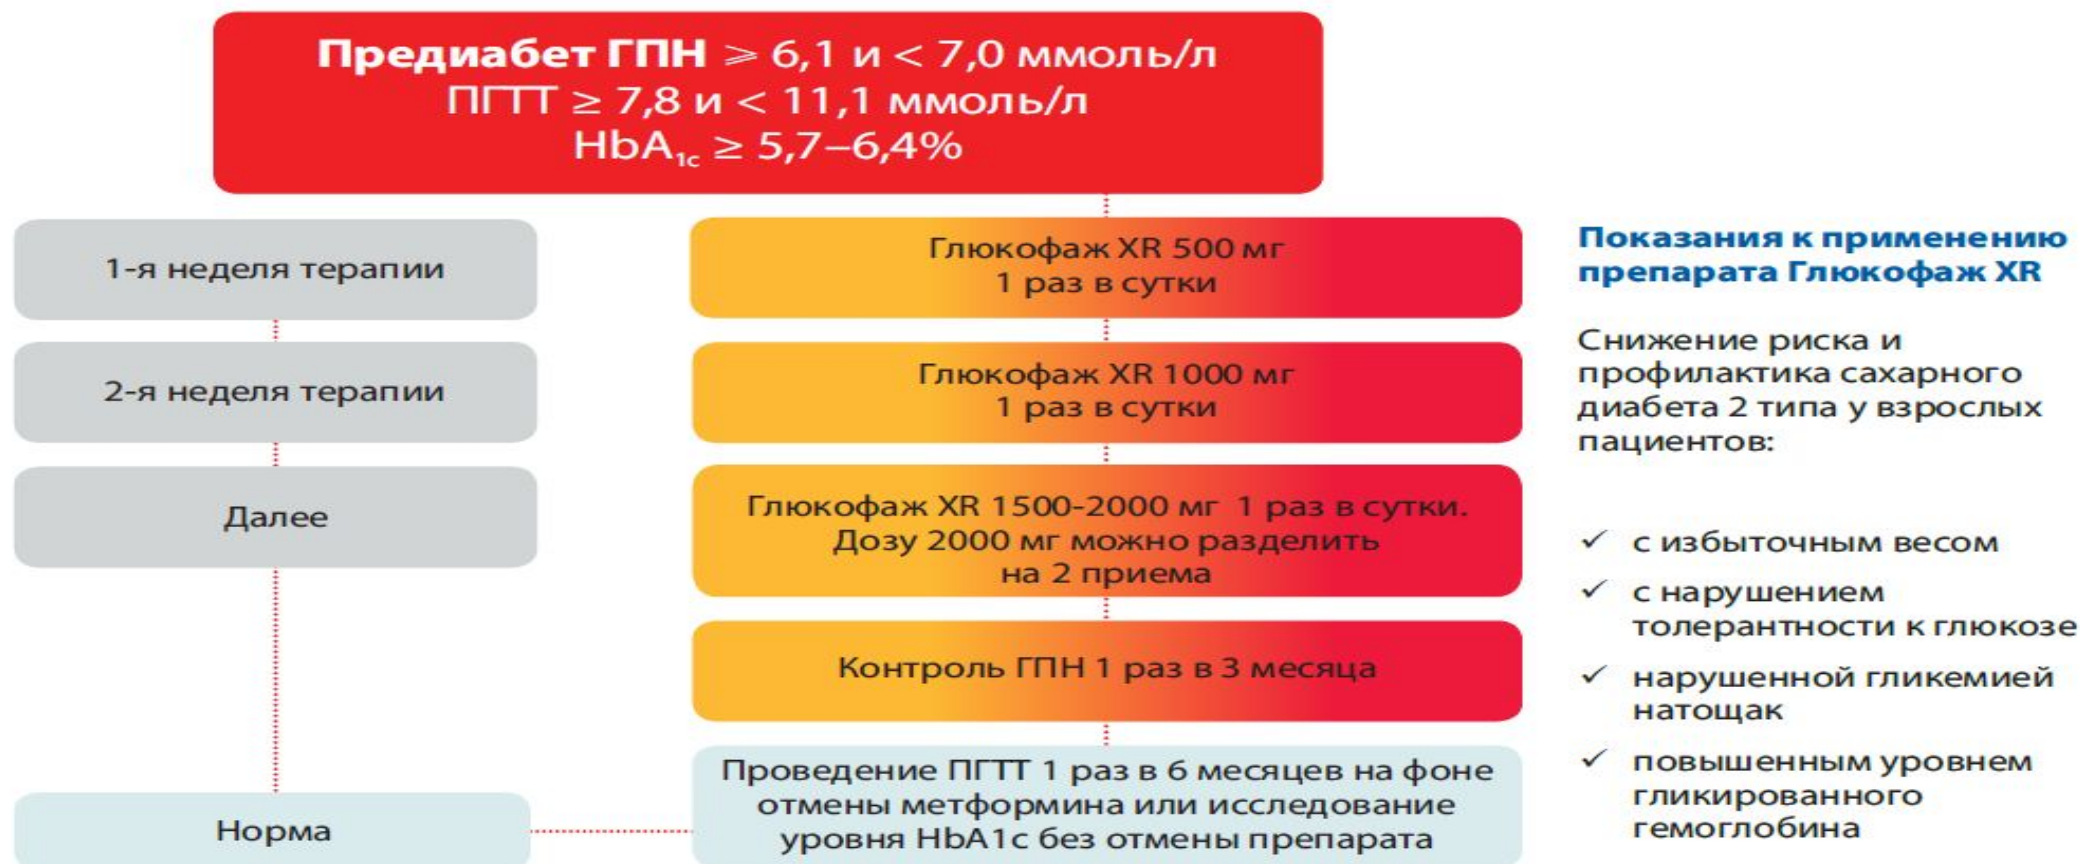 Предиабет ГПН ⩾ 6,1 и < 7,0 ммоль/л
ПГТТ ≥ 7,8 и < 11,1 ммоль/л
HbA1c ≥ 5,7–6,4%
1-я неделя терапии
Глюкофаж XR 500 мг
1 раз в сутки
2-я неделя терапии
Глюкофаж XR 1000 мг
1 раз в сутки
Далее
Глюкофаж XR 1500-2000 мг 1 раз в сутки.
Дозу 2000 мг можно разделить
на 2 приема
Контроль ГПН 1 раз в 3 месяца
Норма
Проведение ПГТТ 1 раз в 6 месяцев на фоне
отмены метформина или исследование
уровня HbA1c без отмены препарата
Показания к применению
препарата Глюкофаж XR
Снижение риска и
профилактика сахарного
диабета 2 типа у взрослых
пациентов:
✓ с избыточным весом
✓ с нарушением
толерантности к глюкозе
✓ нарушенной гликемией
натощак
✓ повышенным уровнем
гликированного
гемоглобина